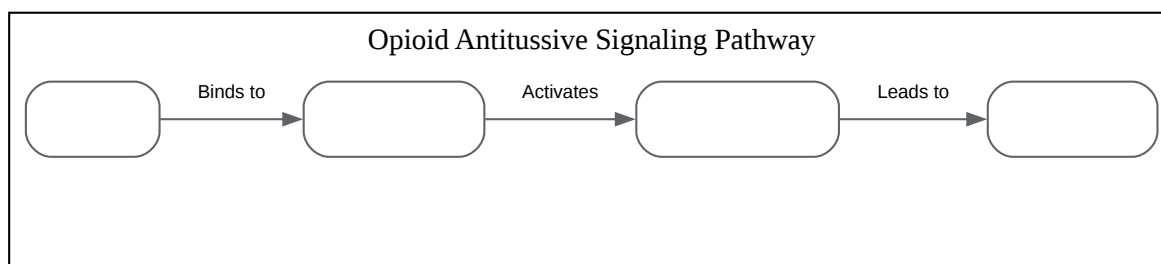 Opioid Antitussive Signaling Pathway
Binds to
Activates
Leads to